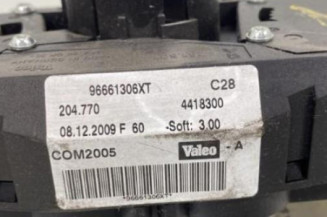 96661306XT C28
204.770 4418300
08.12.2009 F 60 -Soft: 3.00
COM2005 Valeo - A
*96661306XT*